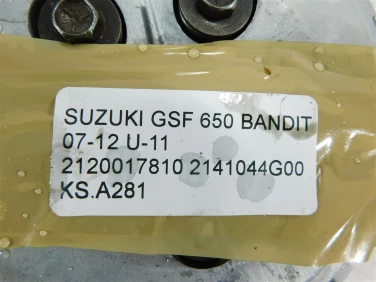 SUZUKI GSF 650 BANDIT
07-12 U-11
2120017810 2141044G00
KS.A281